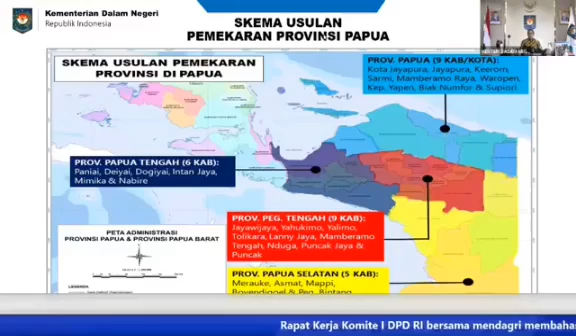 Kementerian Dalam Negeri
Republik Indonesia
SKEMA USULAN
PEMEKARAN PROVINSI PAPUA
SKEMA USULAN PEMEKARAN
PROVINSI DI PAPUA
PROV. PAPUA (9 KAB/KOTA):
Kota Jayapura, Jayapura, Keerom,
Sarmi, Mamberamo Raya, Waropen,
Kep. Yapen, Biak Numfor & Supiori
PROV. PAPUA TENGAH (6 KAB):
Paniai, Deiyai, Dogiyai, Intan Jaya,
Mimika & Nabire
PROV. PEG. TENGAH (9 KAB):
Jayawijaya, Yahukimo, Yalimo,
Tolikara, Lanny Jaya, Mamberamo
Tengah, Nduga, Puncak Jaya &
Puncak
PETA ADMINISTRASI
PROVINSI PAPUA & PROVINSI PAPUA BARAT
PROV. PAPUA SELATAN (5 KAB):
Merauke, Asmat, Mappi,
Bovendigoel & Peg. Bintang
Rapat Kerja Komite I DPD RI bersama mendagri membahas